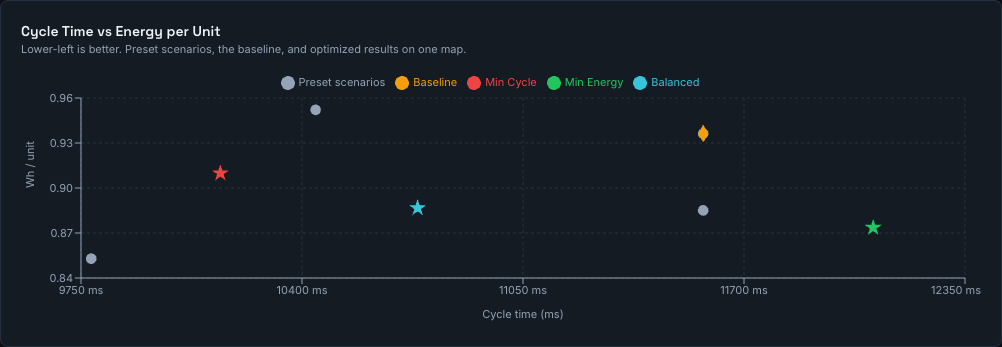 Cycle Time vs Energy per Unit
Lower-left is better. Preset scenarios, the baseline, and optimized results on one map.
Preset scenarios Baseline Min Cycle Min Energy Balanced
0.96
0.93
Wh / unit
0.90
0.87
0.84
9750 ms 10400 ms 11050 ms 11700 ms 12350 ms
Cycle time (ms)